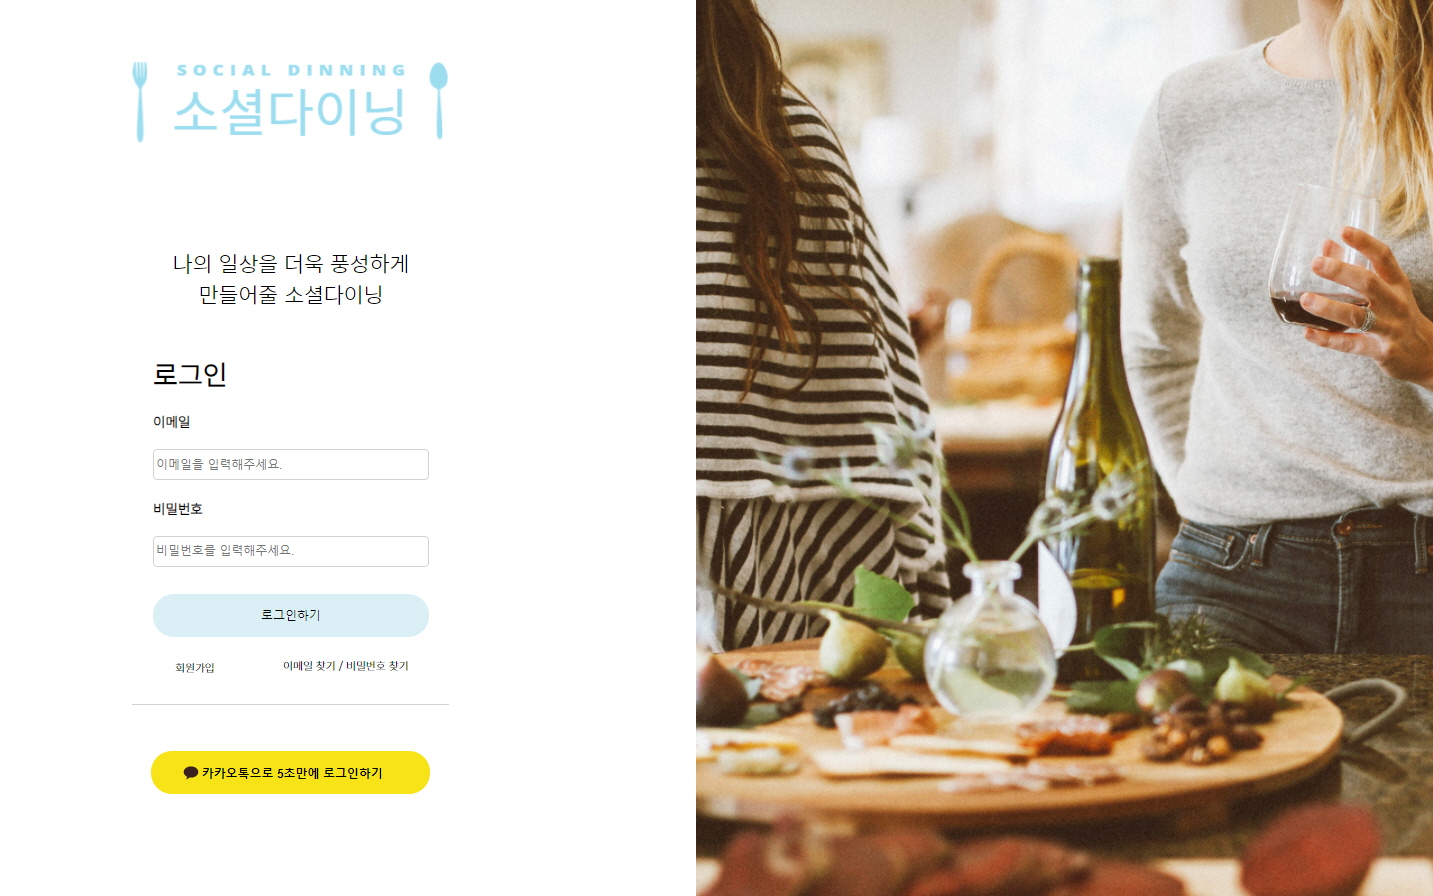 SOCIAL DINNING
소셜다이닝
나의 일상을 더욱 풍성하게
만들어줄 소셜다이닝
로그인
이메일
이메일을 입력해주세요.
비밀번호
비밀번호를 입력해주세요.
로그인하기
회원가입 이메일 찾기 / 비밀번호 찾기
카카오톡으로 5초만에 로그인하기